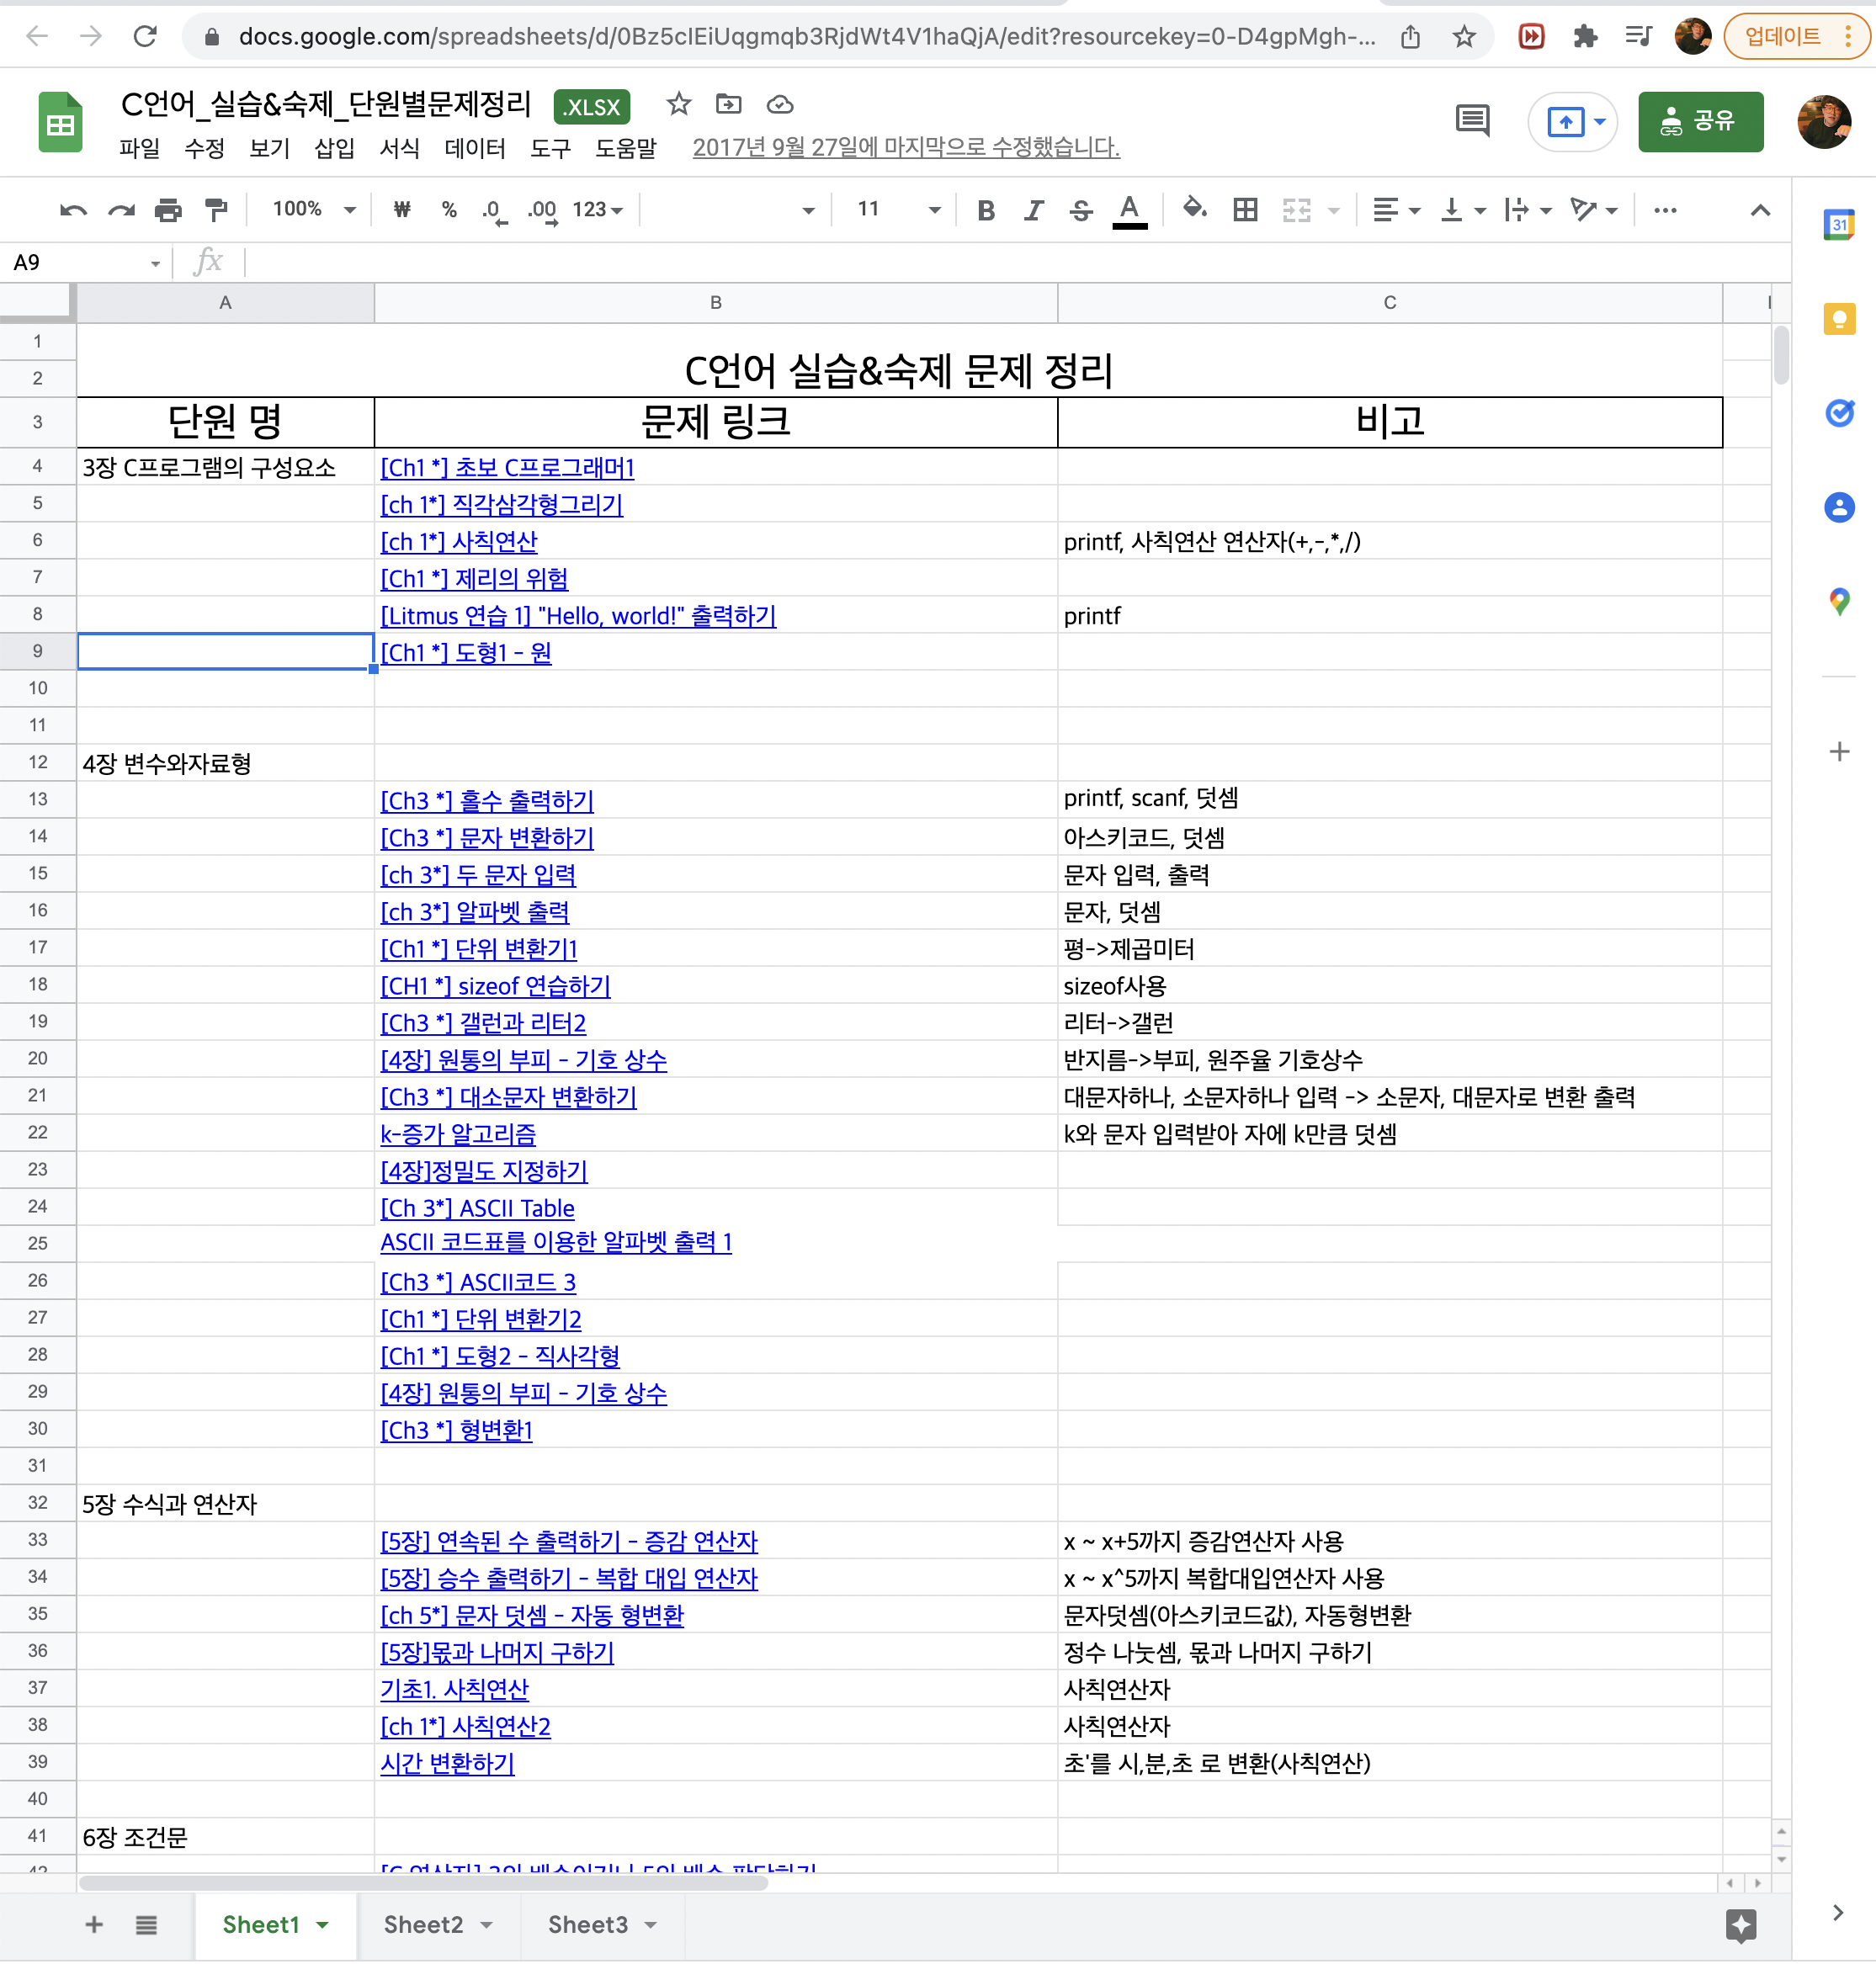 docs.google.com/spreadsheets/d/0Bz5cIEiUqgmqb3RjdWt4V1haQjA/edit?resourcekey=0-D4gpMgh-...
업데이트
C언어_실습&숙제_단원별문제정리 .XLSX
파일 수정 보기 삽입 서식 데이터 도구 도움말 2017년 9월 27일에 마지막으로 수정했습니다.
공유
100% ₩ % .0 .00 123 11 B I S A
31
A9 fx
A B C
1
2 C언어 실습&숙제 문제 정리
3 단원 명 문제 링크 비고
4 3장 C프로그램의 구성요소 [Ch1 *] 초보 C프로그래머1
5 [ch 1*] 직각삼각형그리기
6 [ch 1*] 사칙연산 printf, 사칙연산 연산자(+,-,*,/)
7 [Ch1 *] 제리의 위험
8 [Litmus 연습 1] "Hello, world!" 출력하기 printf
9 [Ch1 *] 도형1 - 원
10
11
12 4장 변수와자료형
13 [Ch3 *] 홀수 출력하기 printf, scanf, 덧셈
14 [Ch3 *] 문자 변환하기 아스키코드, 덧셈
15 [ch 3*] 두 문자 입력 문자 입력, 출력
16 [ch 3*] 알파벳 출력 문자, 덧셈
17 [Ch1 *] 단위 변환기1 평->제곱미터
18 [CH1 *] sizeof 연습하기 sizeof사용
19 [Ch3 *] 갤런과 리터2 리터->갤런
20 [4장] 원통의 부피 - 기호 상수 반지름->부피, 원주율 기호상수
21 [Ch3 *] 대소문자 변환하기 대문자하나, 소문자하나 입력 -> 소문자, 대문자로 변환 출력
22 k-증가 알고리즘 k와 문자 입력받아 자에 k만큼 덧셈
23 [4장]정밀도 지정하기
24 [Ch 3*] ASCII Table
25 ASCII 코드표를 이용한 알파벳 출력 1
26 [Ch3 *] ASCII코드 3
27 [Ch1 *] 단위 변환기2
28 [Ch1 *] 도형2 - 직사각형
29 [4장] 원통의 부피 - 기호 상수
30 [Ch3 *] 형변환1
31
32 5장 수식과 연산자
33 [5장] 연속된 수 출력하기 - 증감 연산자 x ~ x+5까지 증감연산자 사용
34 [5장] 승수 출력하기 - 복합 대입 연산자 x ~ x^5까지 복합대입연산자 사용
35 [ch 5*] 문자 덧셈 - 자동 형변환 문자덧셈(아스키코드값), 자동형변환
36 [5장]몫과 나머지 구하기 정수 나눗셈, 몫과 나머지 구하기
37 기초1. 사칙연산 사칙연산자
38 [ch 1*] 사칙연산2 사칙연산자
39 시간 변환하기 초'를 시,분,초 로 변환(사칙연산)
40
41 6장 조건문
Sheet1 Sheet2 Sheet3